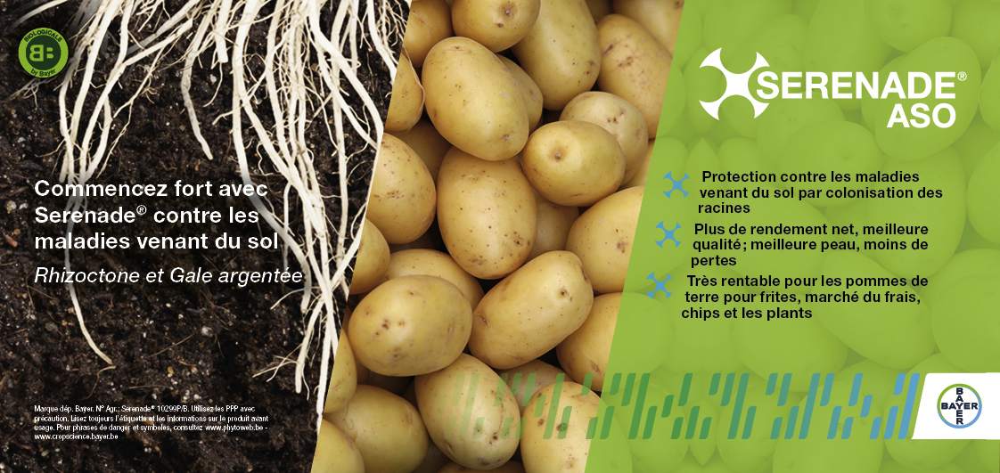 BIOLOGICALS
BB
by Bayer
Commencez fort avec
Serenade® contre les
maladies venant du sol
Rhizoctone et Gale argentée
Marque dép. Bayer. N° Agr.: Serenade® 10299P/B. Utilisez les PPP avec
précaution. Lisez toujours l'étiquette et les informations sur le produit avant
usage. Pour phrases de danger et symboles, consultez www.phytoweb.be -
www.cropscience.bayer.be
SERENADE®
ASO
Protection contre les maladies
venant du sol par colonisation des
racines
Plus de rendement net, meilleure
qualité; meilleure peau, moins de
pertes
Très rentable pour les pommes de
terre pour frites, marché du frais,
chips et les plants
BAYER
BAYER